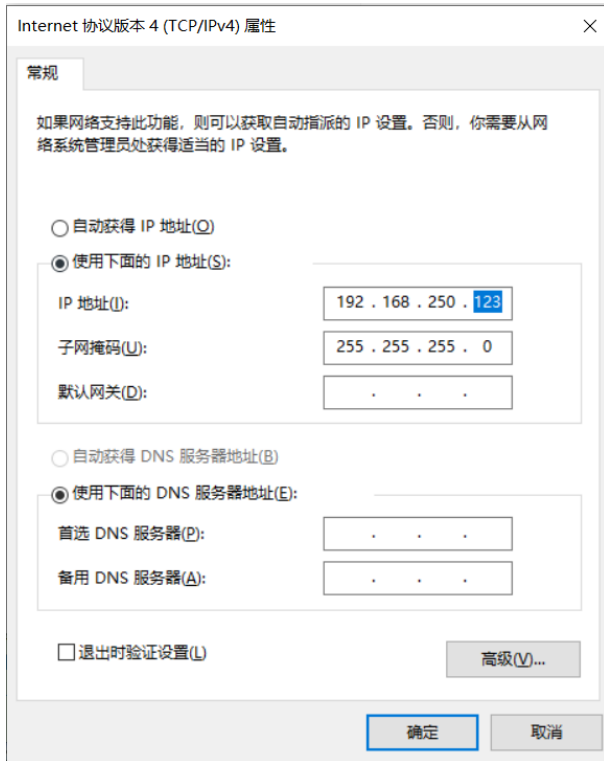 Internet 协议版本 4 (TCP/IPv4) 属性
常规
如果网络支持此功能，则可以获取自动指派的 IP 设置。否则，你需要从网
络系统管理员处获得适当的 IP 设置。
自动获得 IP 地址(O)
使用下面的 IP 地址(S):
IP 地址(I):
192 . 168 . 250 . 123
子网掩码(U):
255 . 255 . 255 . 0
默认网关(D):
. . .
自动获得 DNS 服务器地址(B)
使用下面的 DNS 服务器地址(E):
首选 DNS 服务器(P):
. . .
备用 DNS 服务器(A):
. . .
退出时验证设置(L)
高级(V)...
确定
取消